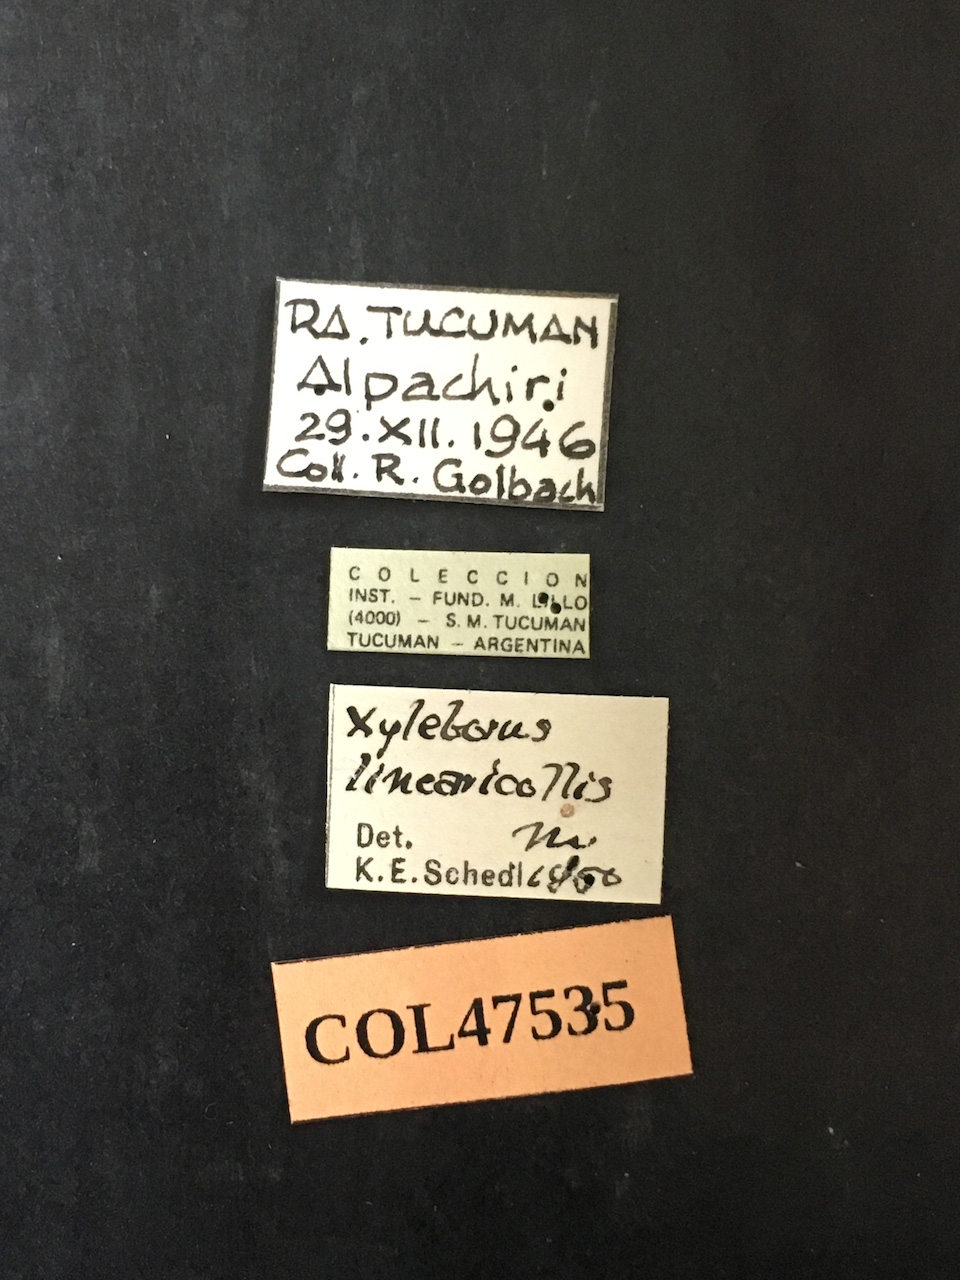 RA. TUCUMAN
Alpachiri
29.XII.1946
Coll. R. Golbach
COLECCION
INST. – FUND. M. LILLO
(4000) – S. M. TUCUMAN
TUCUMAN – ARGENTINA
Xyleborus
linearicollis
Det.
K. E. Schedl 1950
COL47535